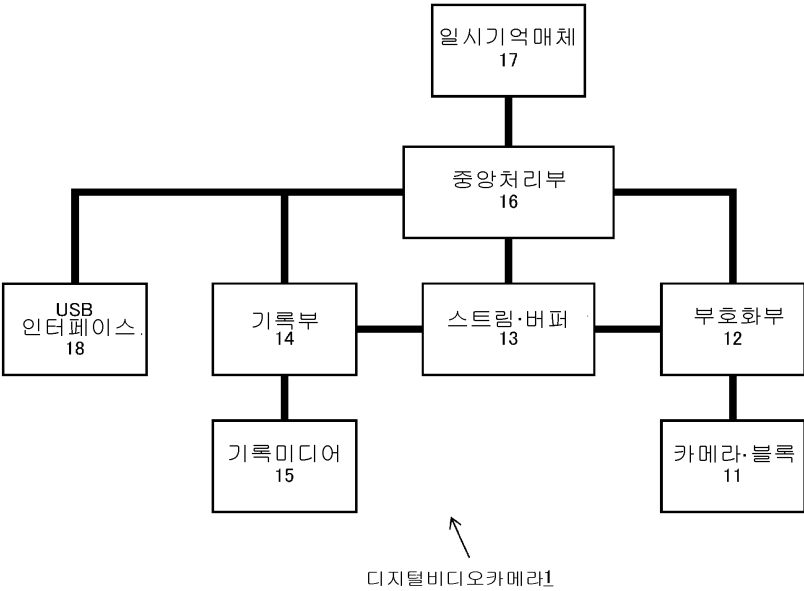 일시기억매체
17
중앙처리부
16
USB
인터페이스
18
기록부
14
스트림·버퍼
13
부호화부
12
기록미디어
15
카메라·블록
11
디지털비디오카메라1